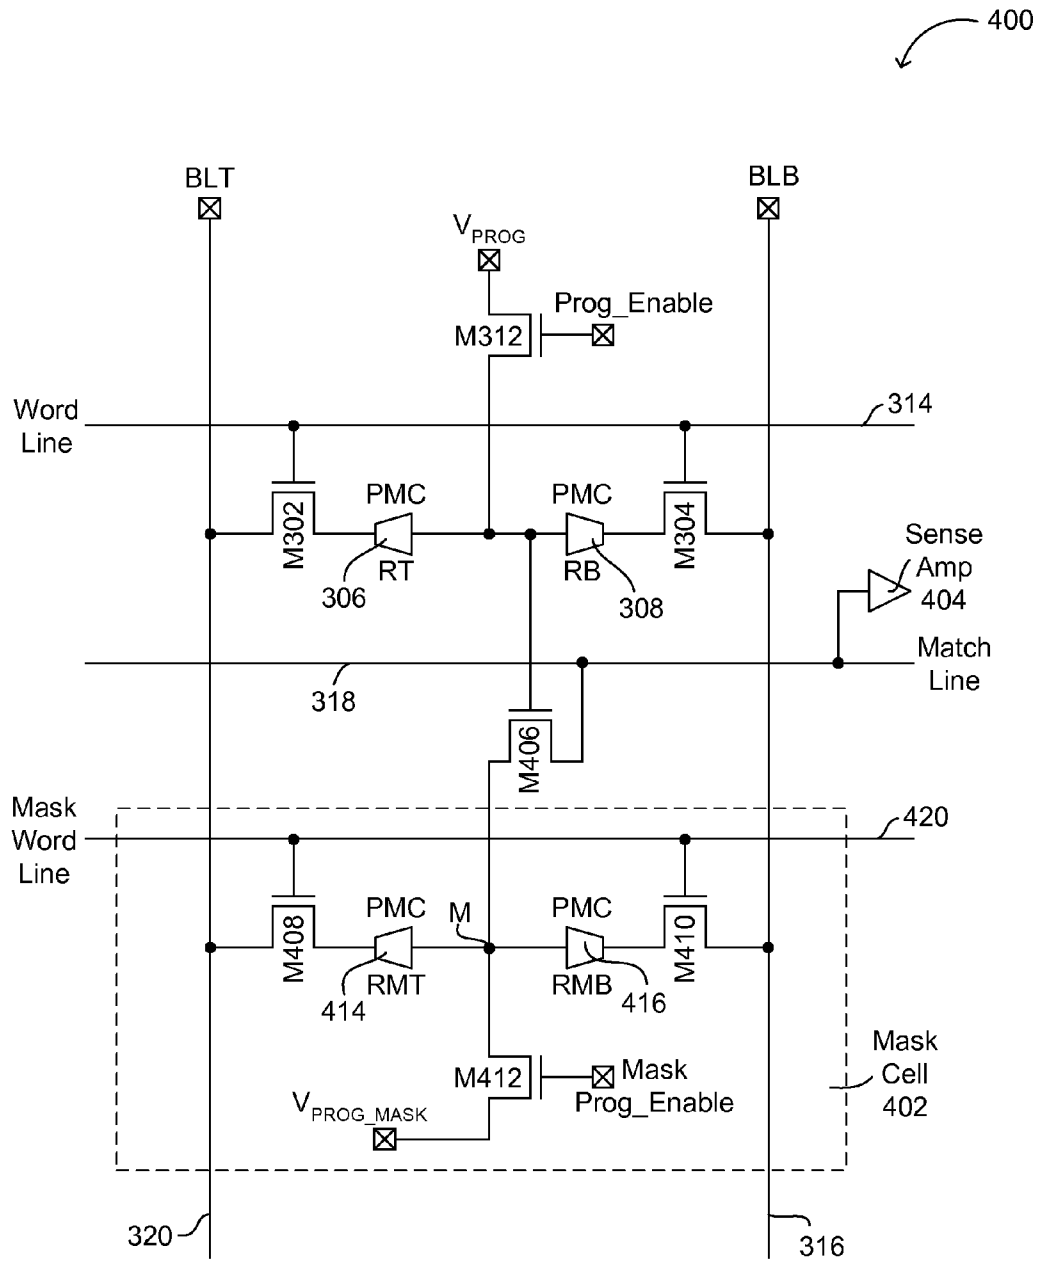 400
BLT
BLB
VPROG
Prog_Enable
M312
Word
Line
314
PMC
PMC
M302
M304
RT
RB
306
308
Sense
Amp
404
Match
Line
318
M406
Mask
Word
Line
420
PMC
M
PMC
M408
M410
RMT
RMB
414
416
M412
Mask
Prog_Enable
VPROG_MASK
Mask
Cell
402
320
316